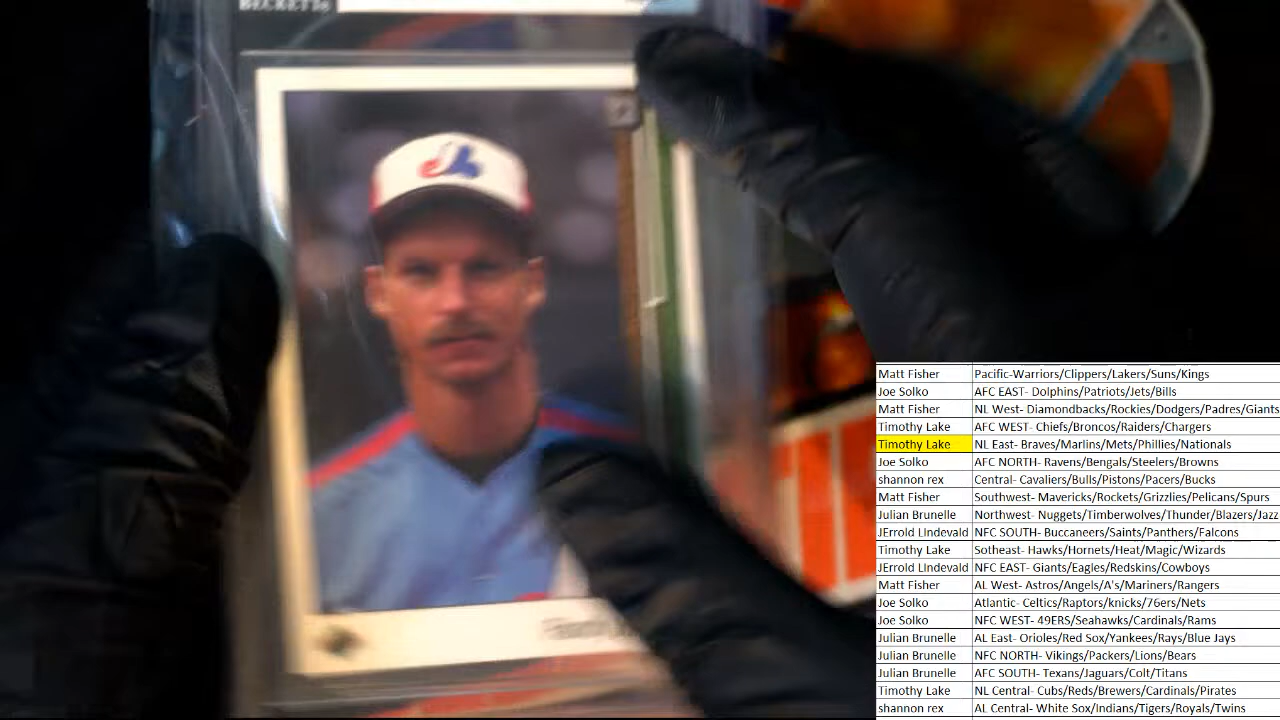 BECKETT
Matt Fisher Pacific-Warriors/Clippers/Lakers/Suns/Kings
Joe Solko AFC EAST- Dolphins/Patriots/Jets/Bills
Matt Fisher NL West- Diamondbacks/Rockies/Dodgers/Padres/Giants
Timothy Lake AFC WEST- Chiefs/Broncos/Raiders/Chargers
Timothy Lake NL East- Braves/Marlins/Mets/Phillies/Nationals
Joe Solko AFC NORTH- Ravens/Bengals/Steelers/Browns
shannon rex Central- Cavaliers/Bulls/Pistons/Pacers/Bucks
Matt Fisher Southwest- Mavericks/Rockets/Grizzlies/Pelicans/Spurs
Julian Brunelle Northwest- Nuggets/Timberwolves/Thunder/Blazers/Jazz
JErrold LIndevald NFC SOUTH- Buccaneers/Saints/Panthers/Falcons
Timothy Lake Sotheast- Hawks/Hornets/Heat/Magic/Wizards
JErrold LIndevald NFC EAST- Giants/Eagles/Redskins/Cowboys
Matt Fisher AL West- Astros/Angels/A's/Mariners/Rangers
Joe Solko Atlantic- Celtics/Raptors/knicks/76ers/Nets
Joe Solko NFC WEST- 49ERS/Seahawks/Cardinals/Rams
Julian Brunelle AL East- Orioles/Red Sox/Yankees/Rays/Blue Jays
Julian Brunelle NFC NORTH- Vikings/Packers/Lions/Bears
Julian Brunelle AFC SOUTH- Texans/Jaguars/Colt/Titans
Timothy Lake NL Central- Cubs/Reds/Brewers/Cardinals/Pirates
shannon rex AL Central- White Sox/Indians/Tigers/Royals/Twins